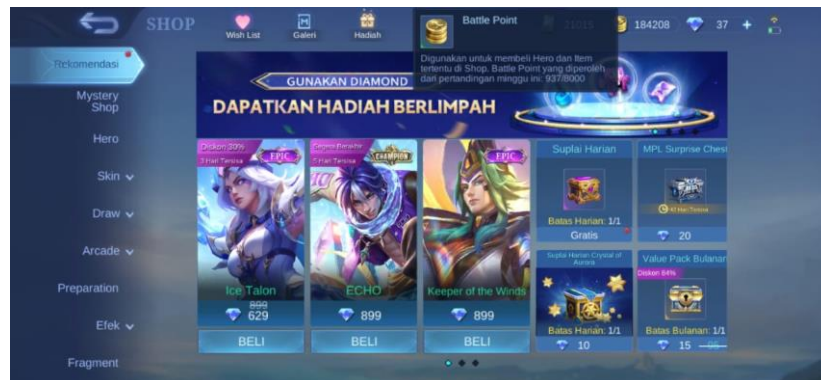 SHOP
Wish List
Galeri
Hadiah
Battle Point
Digunakan untuk membeli Hero dan Item
tertentu di Shop. Battle Point yang diperoleh
dari pertandingan minggu ini: 937/8000
184208
37
+
Rekomendasi
Mystery
Shop
Hero
Skin
Draw
Arcade
Preparation
Efek
Fragment
GUNAKAN DIAMOND
DAPATKAN HADIAH BERLIMPAH
Diskon 30%
3 Hari Tersisa
EPIC
Ice Talon
899
629
BELI
Segera Berakhir
5 Hari Tersisa
CHAMPION
ECHO
899
BELI
EPIC
Keeper of the Winds
899
BELI
Suplai Harian
Batas Harian: 1/1
Gratis
MPL Surprise Chest
Hari Tersisa
20
Suplai Harian Crystal of
Aurora
Batas Harian: 1/1
10
Value Pack Bulanan
Diskon 84%
Batas Bulanan: 1/1
15